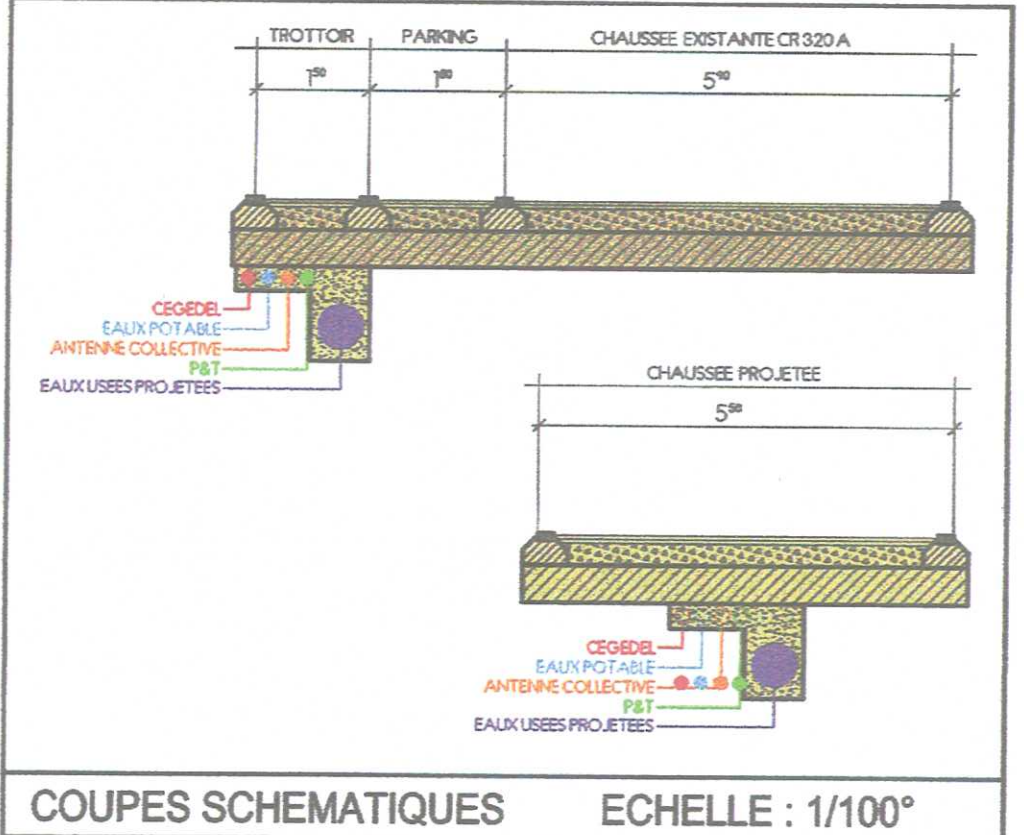 TROTTOIR PARKING CHAUSSEE EXISTANTE CR 320 A
1⁵⁰ 1⁸⁰ 5⁹⁰
CEGEDEL
EAUX POTABLE
ANTENNE COLLECTIVE
P&T
EAUX USEES PROJETEES
CHAUSSEE PROJETEE
5⁵⁰
CEGEDEL
EAUX POTABLE
ANTENNE COLLECTIVE
P&T
EAUX USEES PROJETEES
COUPES SCHEMATIQUES ECHELLE : 1/100°